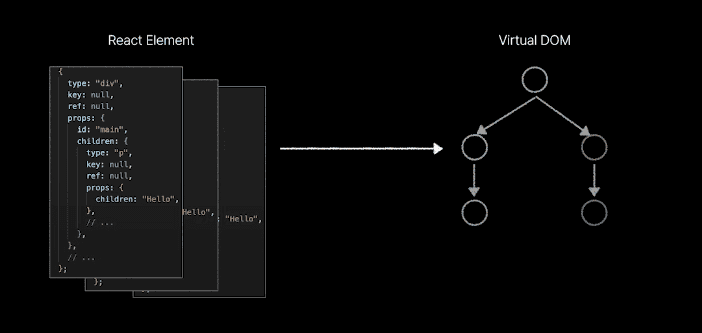 React Element
Virtual DOM
{
type: "div",
key: null,
ref: null,
props: {
id: "main",
children: {
type: "p",
key: null,
ref: null,
props: {
children: "Hello",
},
// ...
},
},
// ...
};
Hello",
: "Hello",
};